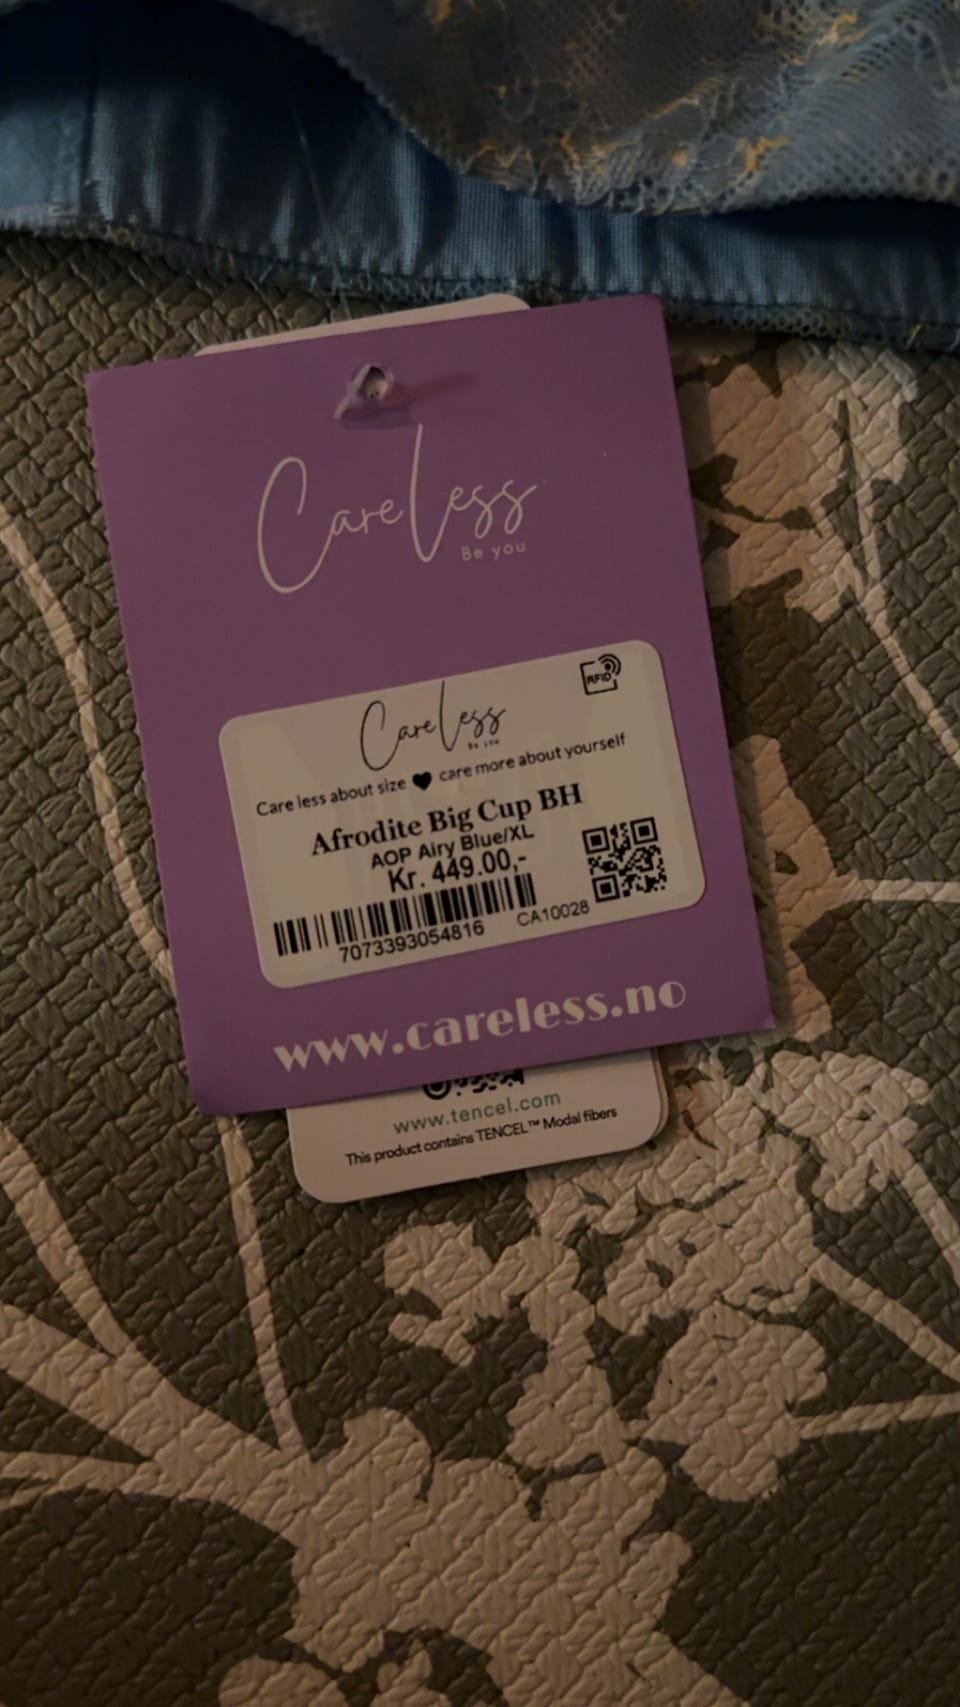 CareLess
Be you
RFID
CareLess
Be you
Care less about size ♥ care more about yourself
Afrodite Big Cup BH
AOP Airy Blue/XL
Kr. 449.00,-
7073393054816
CA10028
www.careless.no
www.tencel.com
This product contains TENCEL™ Modal fibers